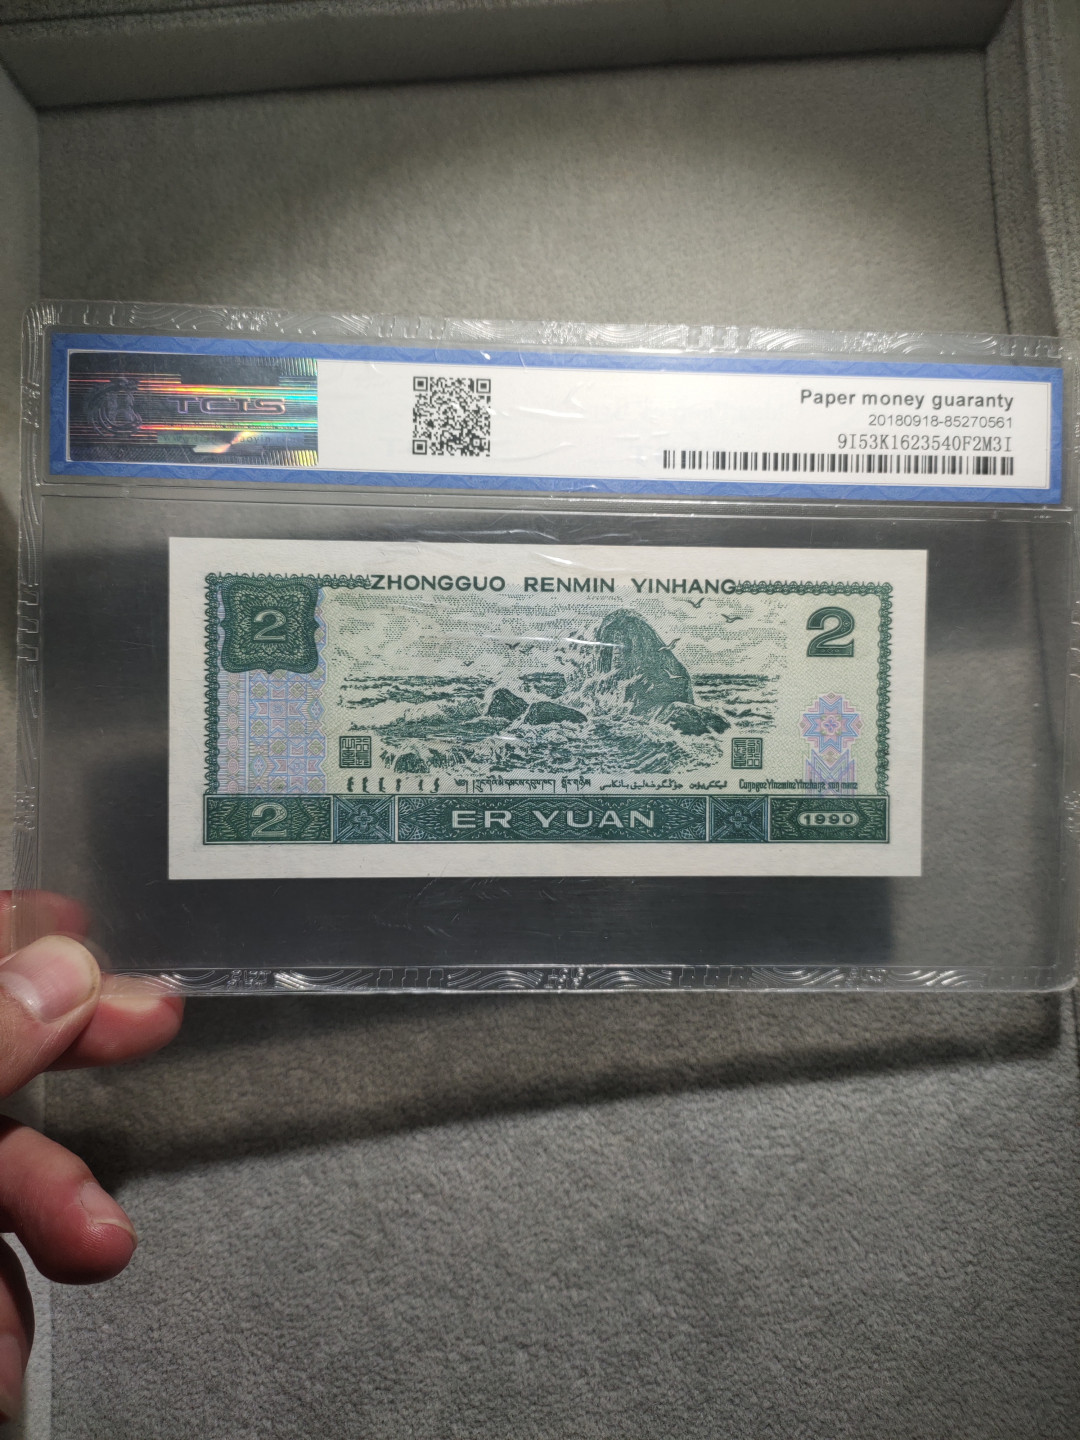 TCIS
Paper money guaranty
20180918-85270561
9I53K1623540F2M3I
ZHONGGUO RENMIN YINHANG
2
2
2
ER YUAN
1990